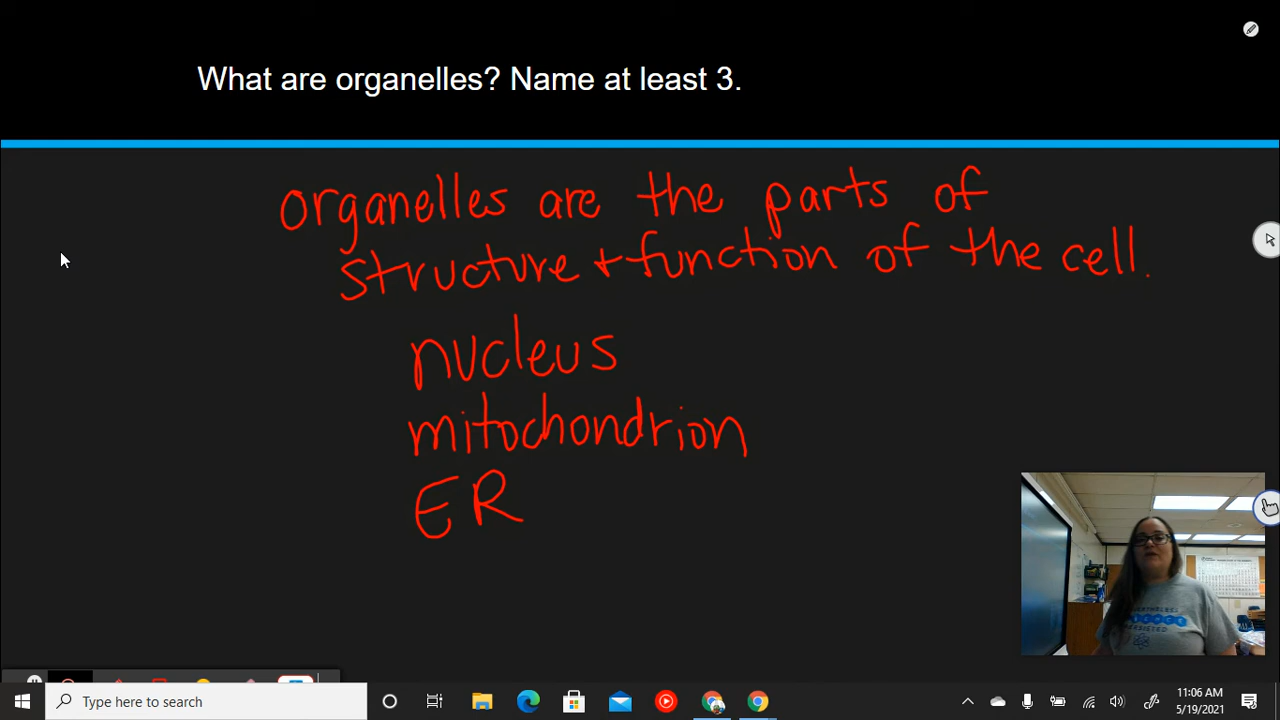 What are organelles? Name at least 3.
organelles are the parts of
structure + function of the cell.
nucleus
mitochondrion
ER
Type here to search
11:06 AM
5/19/2021